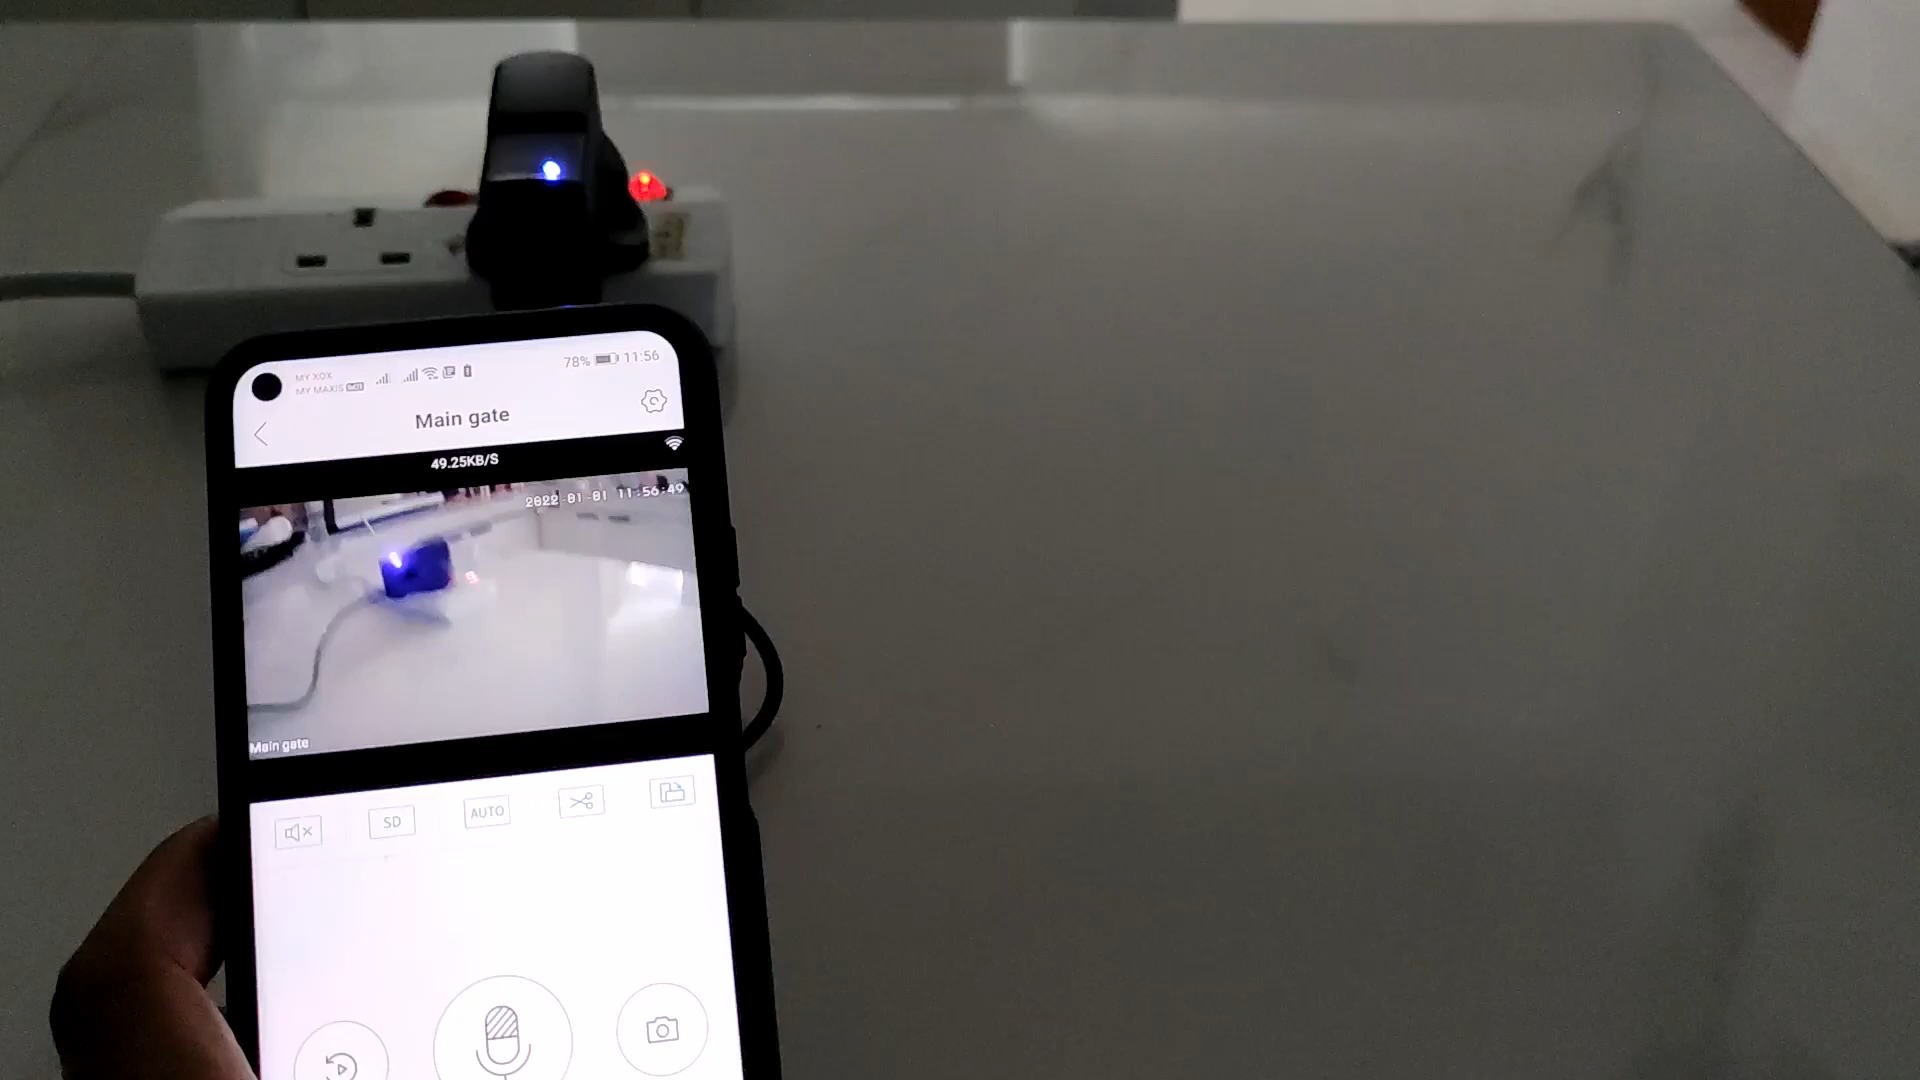 MY XOX
MY MAXIS
78% 11:56
Main gate
49.25KB/S
2022-01-01 11:56:49
Main gate
SD
AUTO